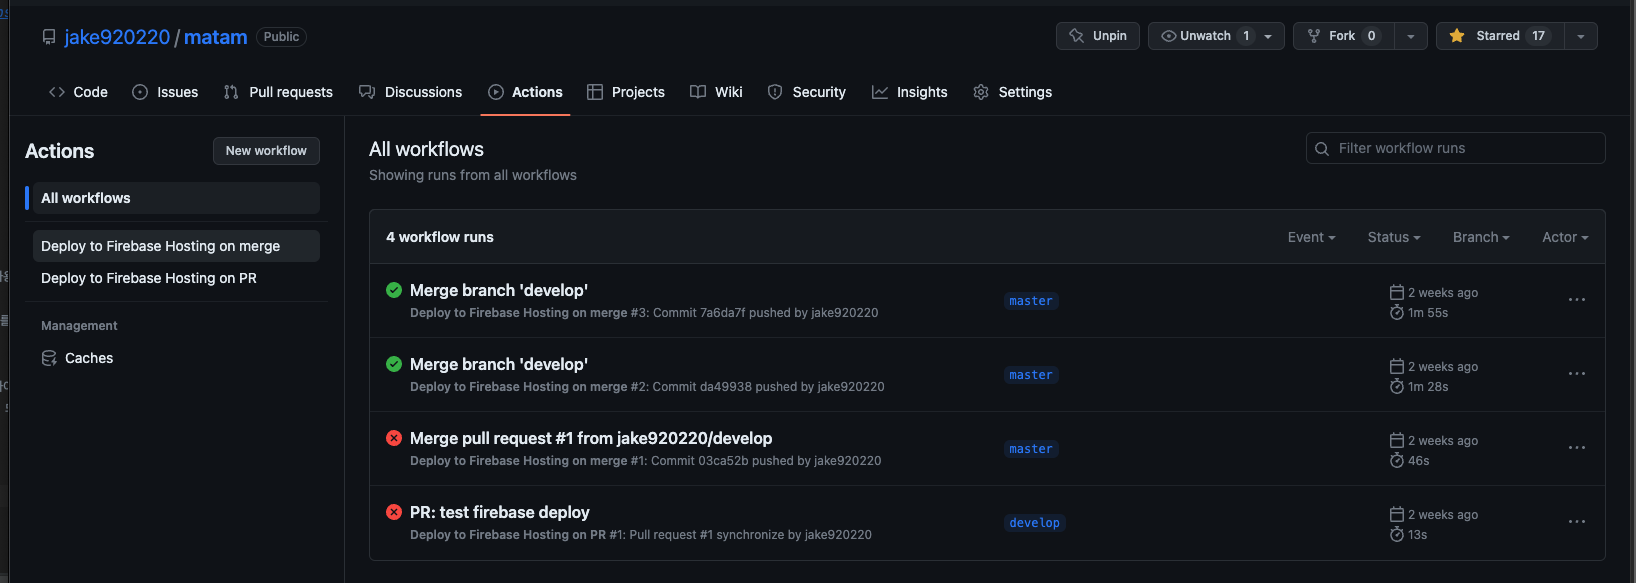 jake920220 / matam Public
Unpin Unwatch 1 Fork 0 Starred 17
Code Issues Pull requests Discussions Actions Projects Wiki Security Insights Settings
Actions
New workflow
All workflows
Deploy to Firebase Hosting on merge
Deploy to Firebase Hosting on PR
Management
Caches
All workflows
Showing runs from all workflows
Filter workflow runs
4 workflow runs
Event Status Branch Actor
Merge branch 'develop'
Deploy to Firebase Hosting on merge #3: Commit 7a6da7f pushed by jake920220
master
2 weeks ago
1m 55s
Merge branch 'develop'
Deploy to Firebase Hosting on merge #2: Commit da49938 pushed by jake920220
master
2 weeks ago
1m 28s
Merge pull request #1 from jake920220/develop
Deploy to Firebase Hosting on merge #1: Commit 03ca52b pushed by jake920220
master
2 weeks ago
46s
PR: test firebase deploy
Deploy to Firebase Hosting on PR #1: Pull request #1 synchronize by jake920220
develop
2 weeks ago
13s